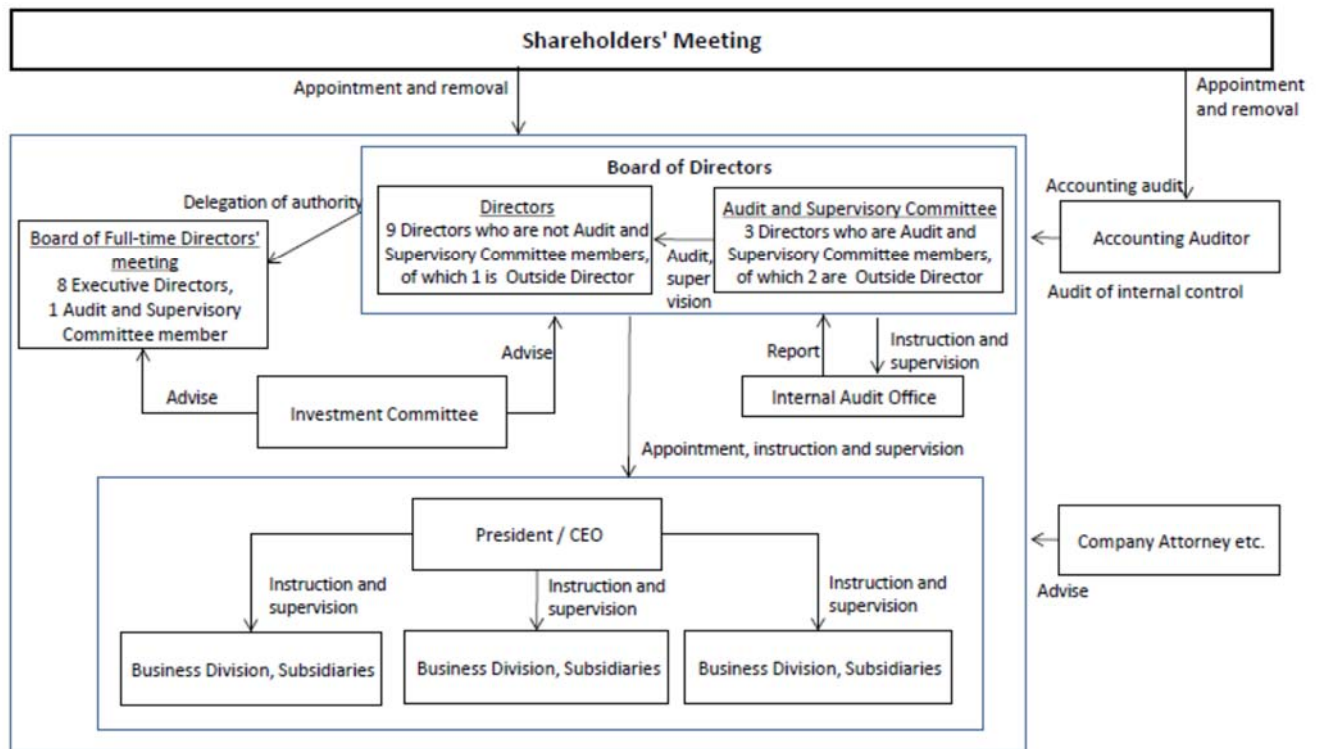 Shareholders' Meeting
Appointment and removal
Appointment
and removal
Board of Directors
Delegation of authority
Directors
9 Directors who are not Audit and
Supervisory Committee members,
of which 1 is Outside Director
Audit,
super
vision
Audit and Supervisory Committee
3 Directors who are Audit and
Supervisory Committee members,
of which 2 are Outside Director
Accounting audit
Accounting Auditor
Audit of internal control
Board of Full-time Directors'
meeting
8 Executive Directors,
1 Audit and Supervisory
Committee member
Advise
Investment Committee
Advise
Report
Instruction and
supervision
Internal Audit Office
Appointment, instruction and supervision
President / CEO
Company Attorney etc.
Advise
Instruction and
supervision
Instruction and
supervision
Instruction and
supervision
Business Division, Subsidiaries
Business Division, Subsidiaries
Business Division, Subsidiaries